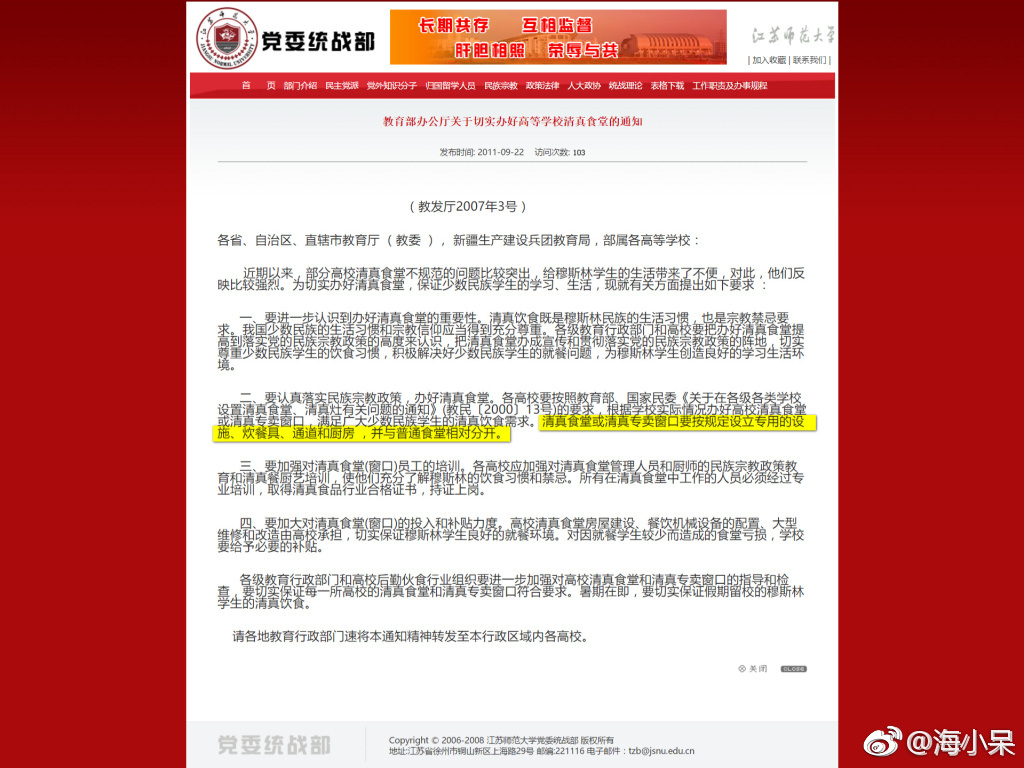 江苏师范大学
JIANGSU NORMAL UNIVERSITY
党委统战部
长期共存 互相监督
肝胆相照 荣辱与共
江苏师范大学
| 加入收藏 | 联系我们 |
首 页 部门介绍 民主党派 党外知识分子 归国留学人员 民族宗教 政策法律 人大政协 统战理论 表格下载 工作职责及办事规程
教育部办公厅关于切实办好高等学校清真食堂的通知
发布时间: 2011-09-22 访问次数: 103
（ 教发厅2007年3号 ）
各省、自治区、直辖市教育厅 （ 教委 ），新疆生产建设兵团教育局，部属各高等学校：
近期以来，部分高校清真食堂不规范的问题比较突出，给穆斯林学生的生活带来了不便，对此，他们反
映比较强烈。为切实办好清真食堂，保证少数民族学生的学习、生活，现就有关方面提出如下要求 ：
一、要进一步认识到办好清真食堂的重要性。清真饮食既是穆斯林民族的生活习惯，也是宗教禁忌要
求。我国少数民族的生活习惯和宗教信仰应当得到充分尊重。各级教育行政部门和高校要把办好清真食堂提
高到落实党的民族宗教政策的高度来认识，把清真食堂办成宣传和贯彻落实党的民族宗教政策的阵地，切实
尊重少数民族学生的饮食习惯，积极解决好少数民族学生的就餐问题，为穆斯林学生创造良好的学习生活环
境。
二、要认真落实民族宗教政策，办好清真食堂。各高校要按照教育部、国家民委《关于在各级各类学校
设置清真食堂、清真灶有关问题的通知》(教民〔2000〕13号)的要求，根据学校实际情况办好高校清真食堂
或清真专卖窗口，满足广大少数民族学生的清真饮食需求。清真食堂或清真专卖窗口要按规定设立专用的设
施、炊餐具、通道和厨房 ，并与普通食堂相对分开。
三、要加强对清真食堂(窗口)员工的培训。各高校应加强对清真食堂管理人员和厨师的民族宗教政策教
育和清真餐厨艺培训，使他们充分了解穆斯林的饮食习惯和禁忌。所有在清真食堂中工作的人员必须经过专
业培训，取得清真食品行业合格证书，持证上岗。
四、要加大对清真食堂(窗口)的投入和补贴力度。高校清真食堂房屋建设、餐饮机械设备的配置、大型
维修和改造由高校承担，切实保证穆斯林学生良好的就餐环境。对因就餐学生较少而造成的食堂亏损，学校
要给予必要的补贴。
各级教育行政部门和高校后勤伙食行业组织要进一步加强对高校清真食堂和清真专卖窗口的指导和检
查，要切实保证每一所高校的清真食堂和清真专卖窗口符合要求。暑期在即，要切实保证假期留校的穆斯林
学生的清真饮食。
请各地教育行政部门速将本通知精神转发至本行政区域内各高校。
⊗ 关闭 CLOSE
党委统战部
Copyright © 2006-2008 江苏师范大学党委统战部 版权所有
地址:江苏省徐州市铜山新区上海路29号 邮编:221116 电子邮件：tzb@jsnu.edu.cn
@海小呆